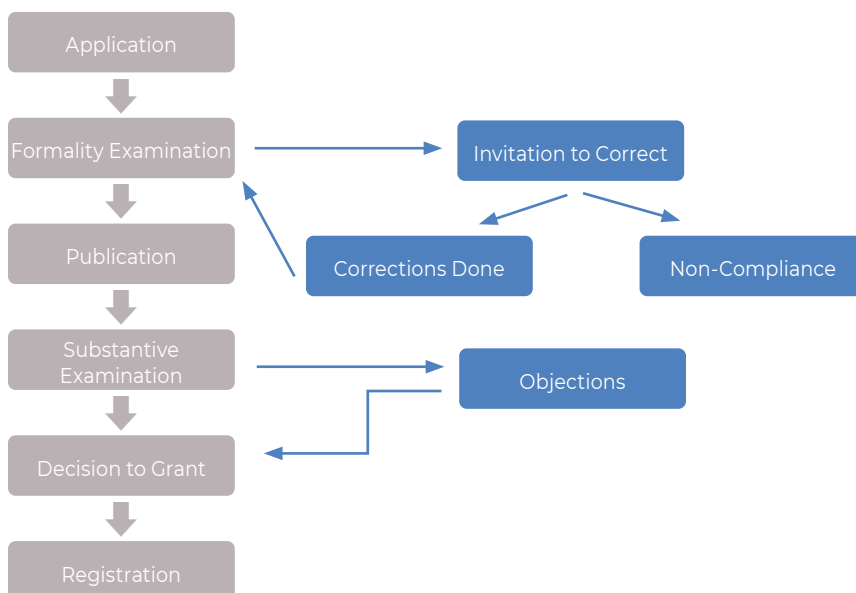 Application
Formality Examination
Invitation to Correct
Publication
Corrections Done
Non-Compliance
Substantive
Examination
Objections
Decision to Grant
Registration